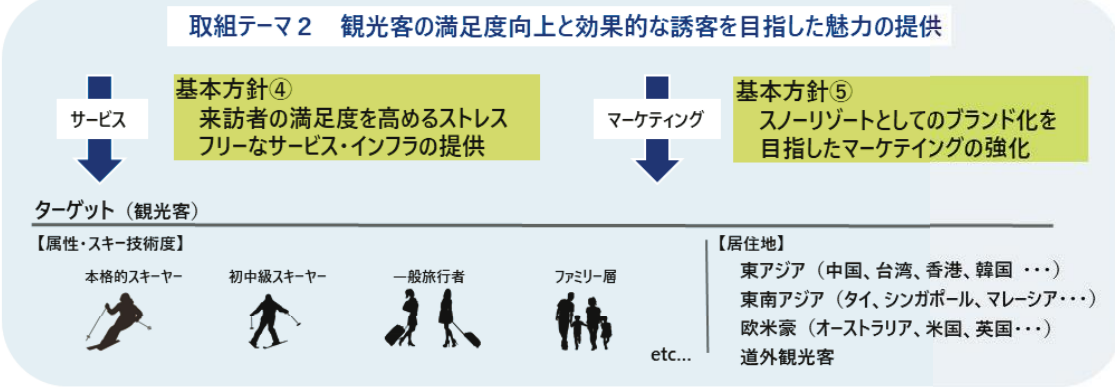 取組テーマ２　観光客の満足度向上と効果的な誘客を目指した魅力の提供
サービス
基本方針④
来訪者の満足度を高めるストレス
フリーなサービス・インフラの提供
マーケティング
基本方針⑤
スノーリゾートとしてのブランド化を
目指したマーケテイングの強化
ターゲット（観光客）
【属性・スキー技術度】
本格的スキーヤー
初中級スキーヤー
一般旅行者
ファミリー層
etc…
【居住地】
東アジア（中国、台湾、香港、韓国 ･･･）
東南アジア（タイ、シンガポール、マレーシア･･･）
欧米豪（オーストラリア、米国、英国･･･）
道外観光客